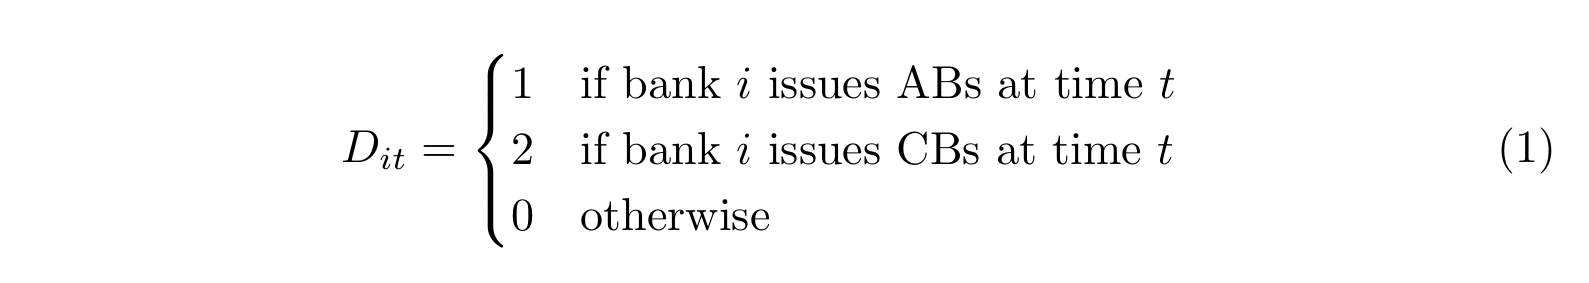 1 if bank i issues ABs at time t
D_{it} = { 2 if bank i issues CBs at time t (1)
0 otherwise